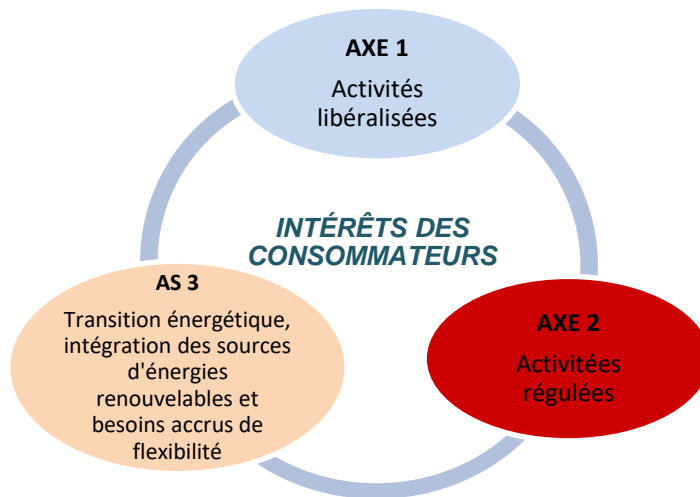 AXE 1
Activités
libéralisées
INTÉRÊTS DES
CONSOMMATEURS
AS 3
Transition énergétique,
intégration des sources
d'énergies
renouvelables et
besoins accrus de
flexibilité
AXE 2
Activitées
régulées